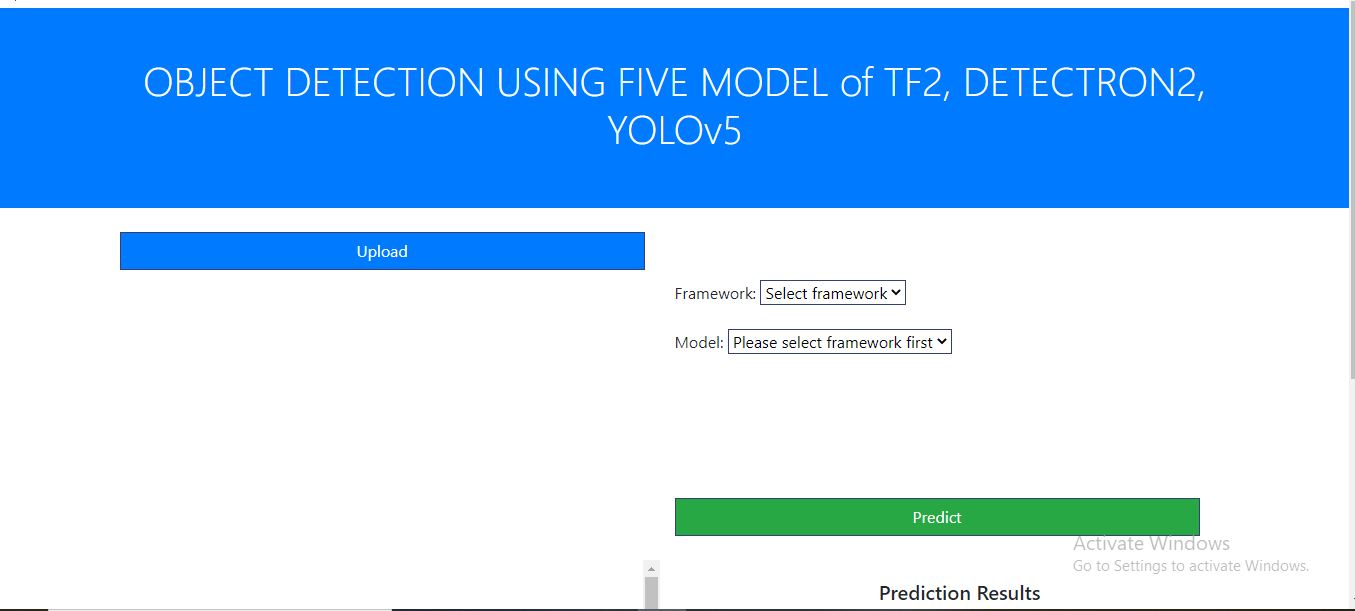 OBJECT DETECTION USING FIVE MODEL of TF2, DETECTRON2,
YOLOv5
Upload
Framework: Select framework
Model: Please select framework first
Predict
Activate Windows
Go to Settings to activate Windows.
Prediction Results